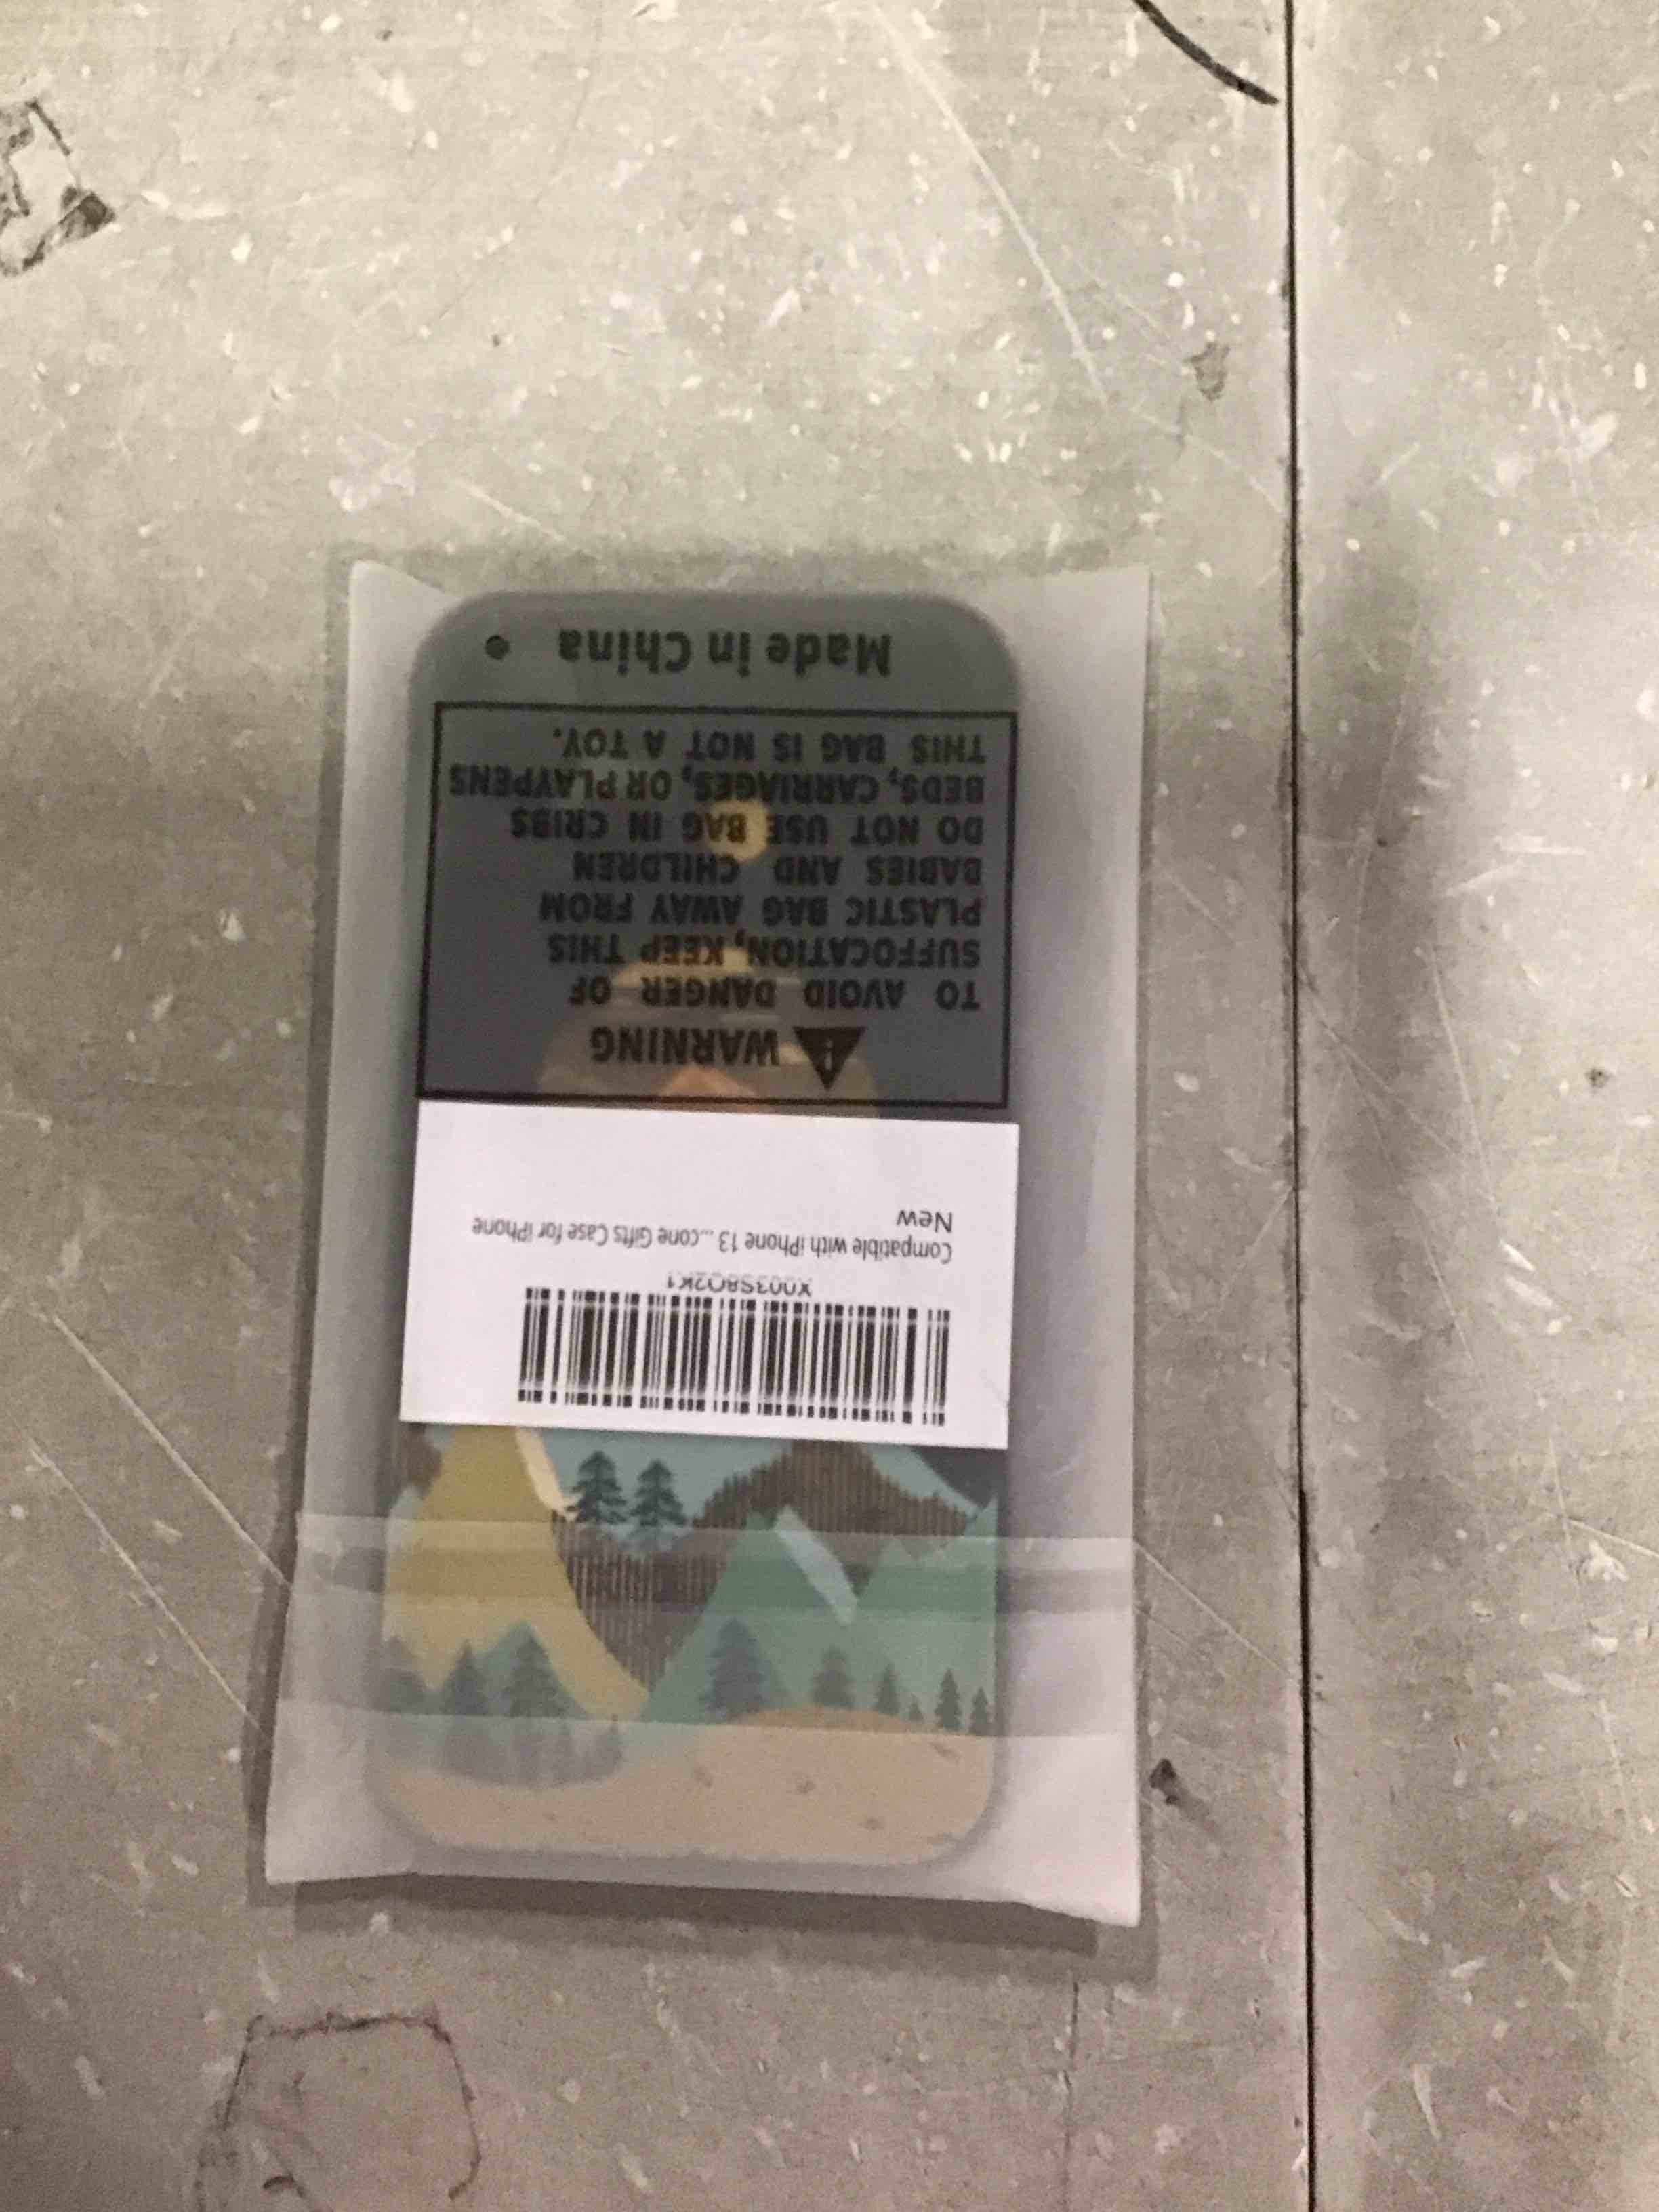 X003S8Q2K1
Compatible with iPhone 13 ...cone Gifts Case for iPhone
New
WARNING
TO AVOID DANGER OF
SUFFOCATION, KEEP THIS
PLASTIC BAG AWAY FROM
BABIES AND CHILDREN
DO NOT USE BAG IN CRIBS
BEDS, CARRIAGES, OR PLAYPENS
THIS BAG IS NOT A TOY.
Made in China